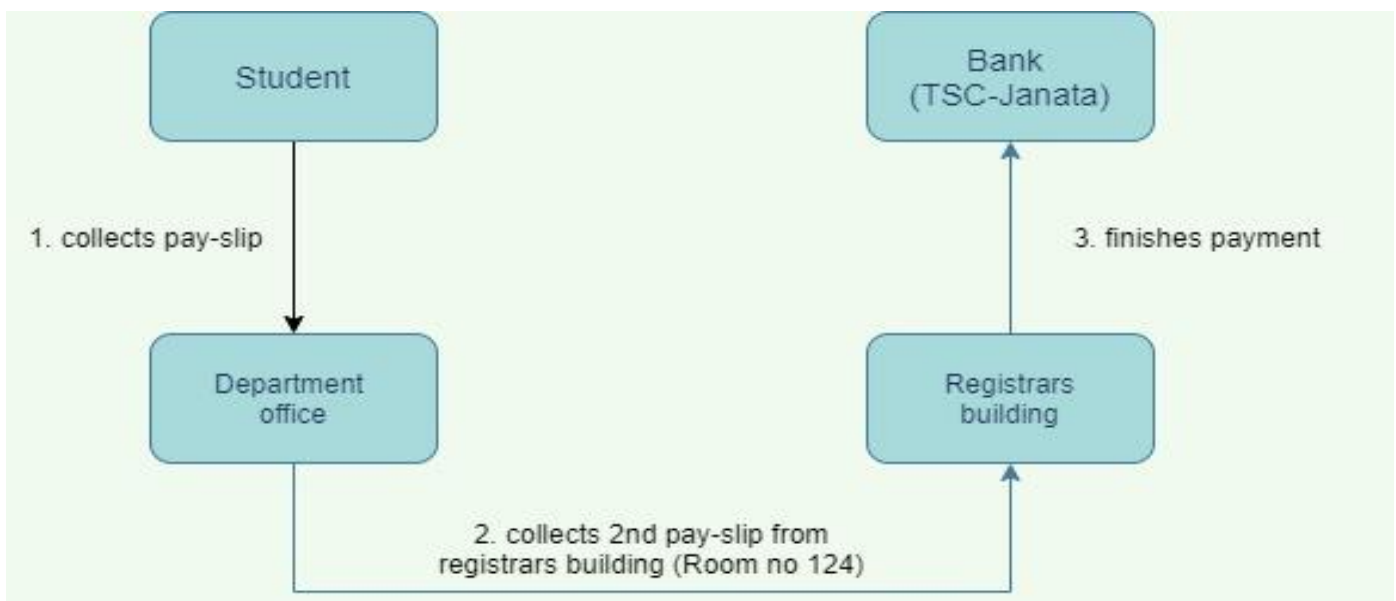 Student
Bank
(TSC-Janata)
1. collects pay-slip
3. finishes payment
Department
office
Registrars
building
2. collects 2nd pay-slip from
registrars building (Room no 124)